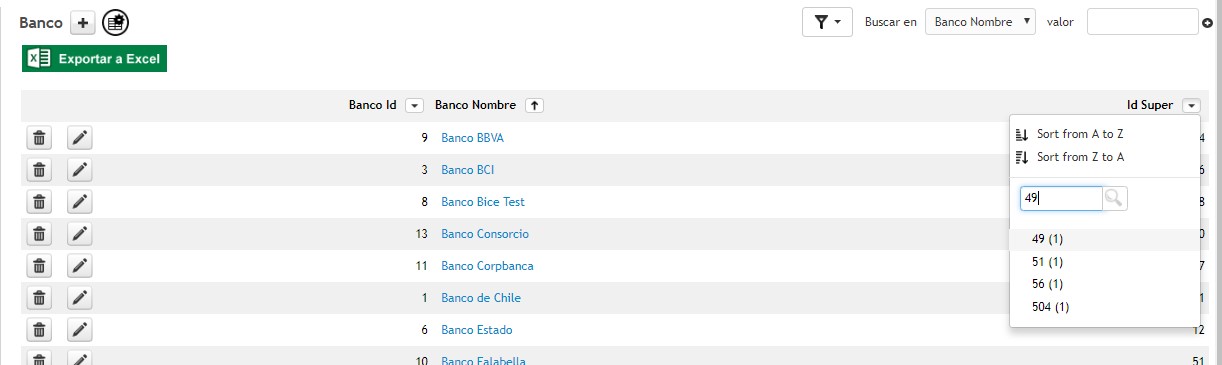 Banco
Buscar en Banco Nombre valor
Exportar a Excel
Banco Id Banco Nombre Id Super
9 Banco BBVA 4
3 Banco BCI 6
8 Banco Bice Test 8
13 Banco Consorcio 0
11 Banco Corpbanca 7
1 Banco de Chile 1
6 Banco Estado 12
10 Banco Falabella 51
Sort from A to Z
Sort from Z to A
49
49 (1)
51 (1)
56 (1)
504 (1)